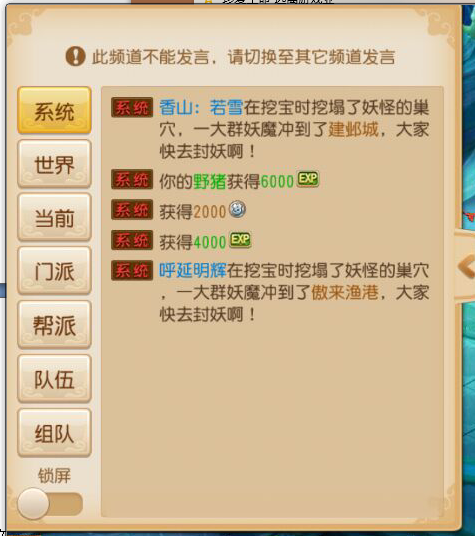 此频道不能发言，请切换至其它频道发言
系统
世界
当前
门派
帮派
队伍
组队
锁屏
系统 香山：若雪在挖宝时挖塌了妖怪的巢
穴，一大群妖魔冲到了建邺城，大家
快去封妖啊！
系统 你的野猪获得6000EXP
系统 获得2000
系统 获得4000EXP
系统 呼延明辉在挖宝时挖塌了妖怪的巢穴
，一大群妖魔冲到了傲来渔港，大家
快去封妖啊！